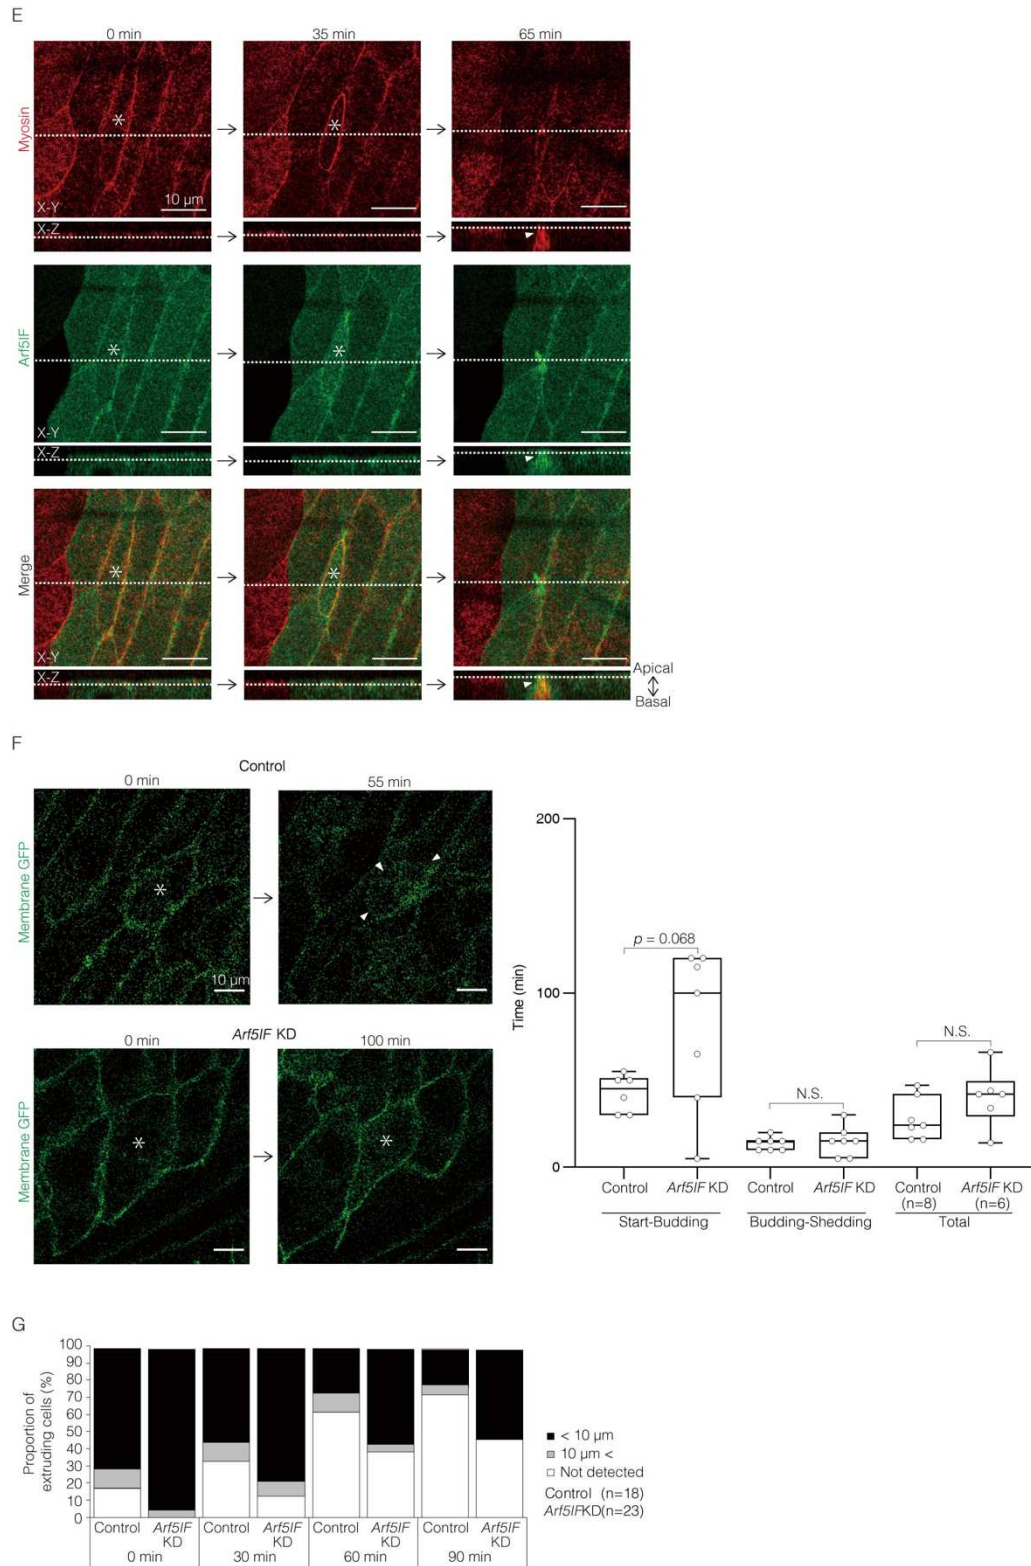 E
0 min
35 min
65 min
Myosin
*
*
X-Y
10 µm
X-Z
Arf5IF
*
*
X-Y
X-Z
Merge
*
*
X-Y
X-Z
Apical
Basal
F
Control
0 min
55 min
Membrane GFP
*
10 µm
Arf5IF KD
0 min
100 min
Membrane GFP
*
*
200
100
0
Time (min)
p = 0.068
N.S.
N.S.
Control
Arf5IF KD
Control
Arf5IF KD
Control
(n=8)
Arf5IF KD
(n=6)
Start-Budding
Budding-Shedding
Total
G
Proportion of
extruding cells (%)
100
90
80
70
60
50
40
30
20
10
0
Control
Arf5IF
KD
Control
Arf5IF
KD
Control
Arf5IF
KD
Control
Arf5IF
KD
0 min
30 min
60 min
90 min
< 10 µm
10 µm <
Not detected
Control (n=18)
Arf5IFKD(n=23)